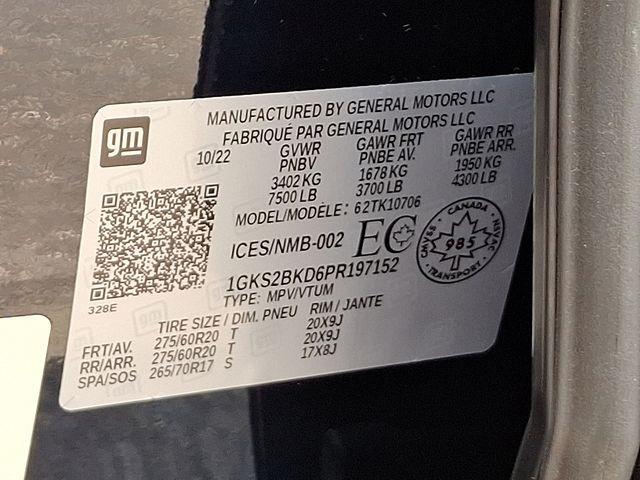 gm
MANUFACTURED BY GENERAL MOTORS LLC
FABRIQUÉ PAR GENERAL MOTORS LLC
10/22
GVWR
PNBV
3402 KG
7500 LB
GAWR FRT
PNBE AV.
1678 KG
3700 LB
GAWR RR
PNBE ARR.
1950 KG
4300 LB
MODEL/MODÈLE: 62TK10706
ICES/NMB-002
EC
CANADA
CMVSS
NSVAC
985
TRANSPORT
1GKS2BKD6PR197152
TYPE: MPV/VTUM
328E
TIRE SIZE / DIM. PNEU RIM / JANTE
FRT/AV. 275/60R20 T 20X9J
RR/ARR. 275/60R20 T 20X9J
SPA/SOS 265/70R17 S 17X8J